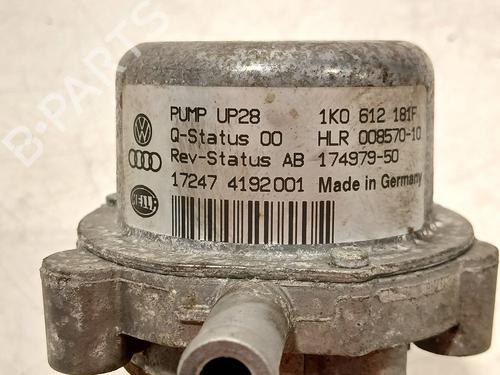 PUMP UP28 1K0 612 181F
Q-Status 00 HLR 008570-10
Rev-Status AB 174979-50
17247 4192001 Made in Germany
HELLA
B-PARTS